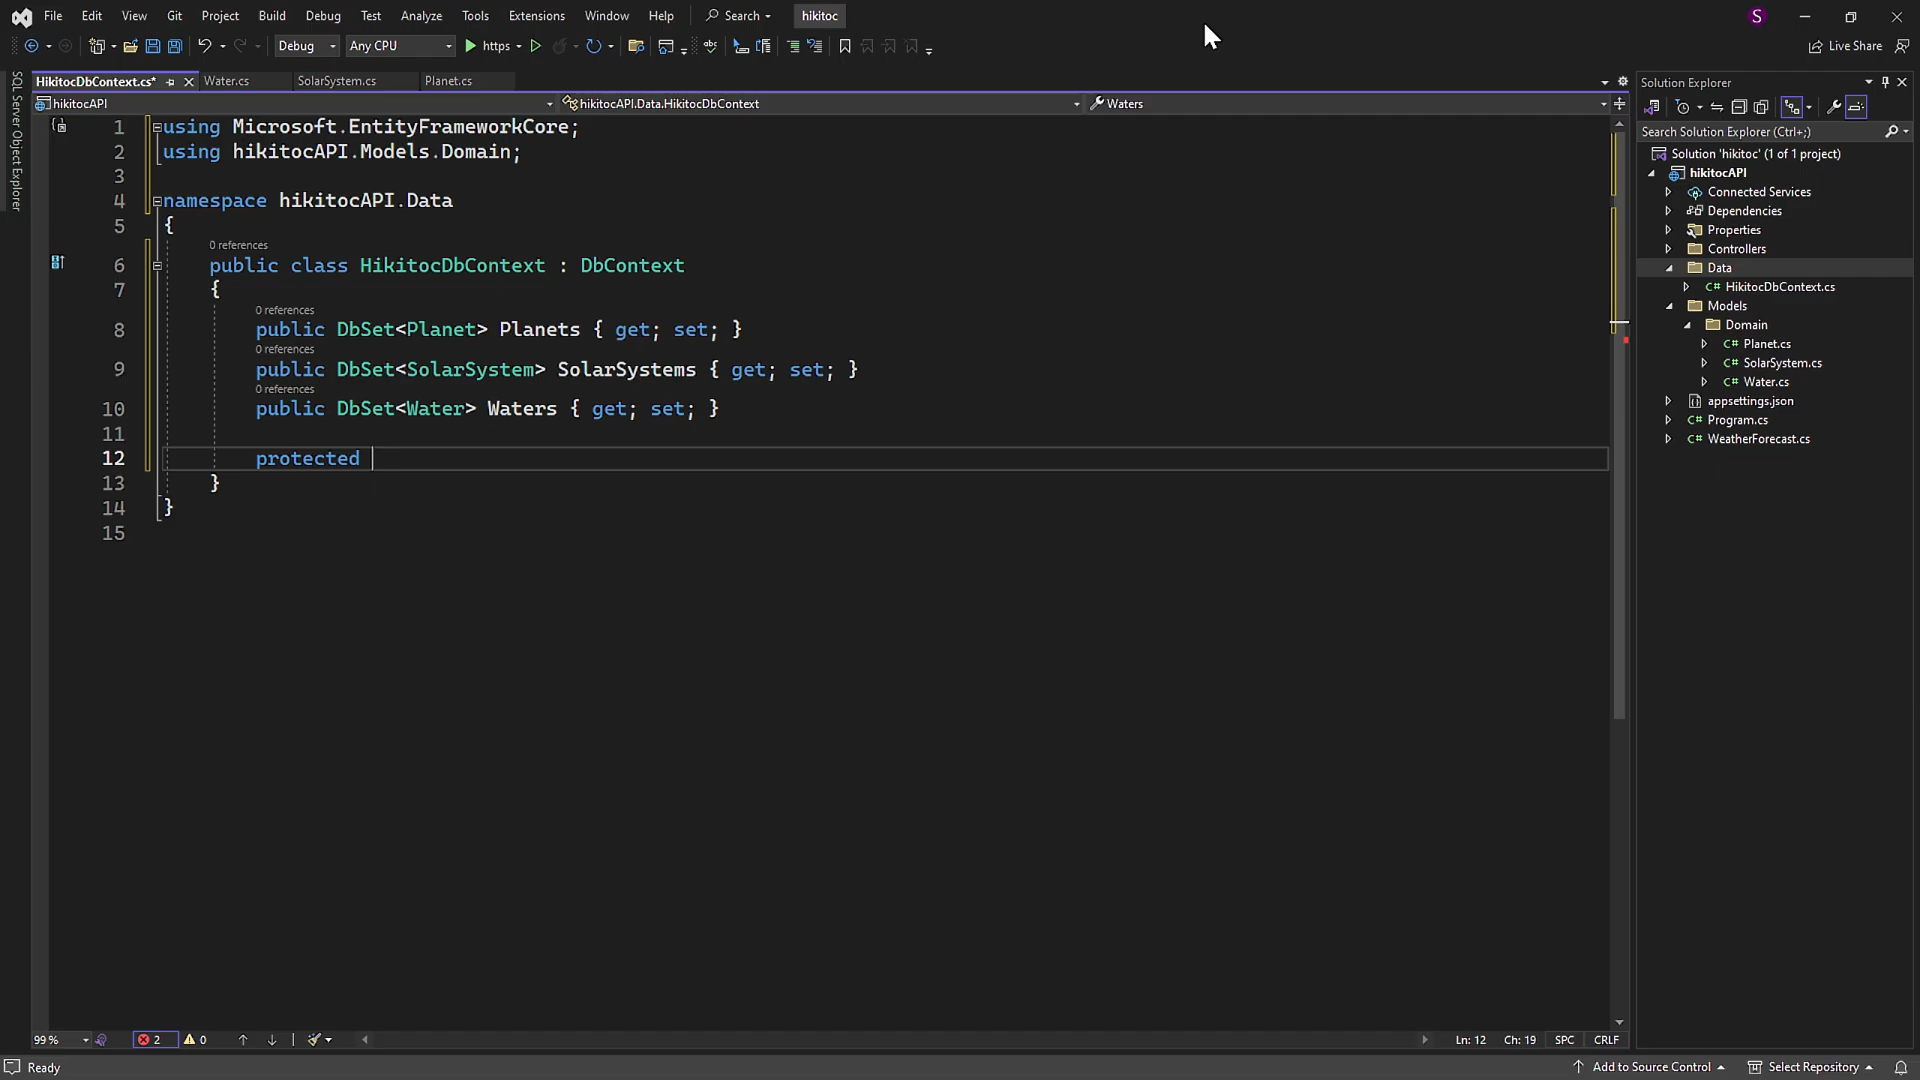 File Edit View Git Project Build Debug Test Analyze Tools Extensions Window Help Search hikitoc S
Debug Any CPU https Live Share
HikitocDbContext.cs* Water.cs SolarSystem.cs Planet.cs
hikitocAPI hikitocAPI.Data.HikitocDbContext Waters
SQL Server Object Explorer
1 using Microsoft.EntityFrameworkCore;
2 using hikitocAPI.Models.Domain;
3
4 namespace hikitocAPI.Data
5 {
0 references
6 public class HikitocDbContext : DbContext
7 {
0 references
8 public DbSet<Planet> Planets { get; set; }
0 references
9 public DbSet<SolarSystem> SolarSystems { get; set; }
0 references
10 public DbSet<Water> Waters { get; set; }
11
12 protected
13 }
14 }
15
Solution Explorer
Search Solution Explorer (Ctrl+;)
Solution 'hikitoc' (1 of 1 project)
hikitocAPI
Connected Services
Dependencies
Properties
Controllers
Data
C# HikitocDbContext.cs
Models
Domain
C# Planet.cs
C# SolarSystem.cs
C# Water.cs
appsettings.json
C# Program.cs
C# WeatherForecast.cs
99 % 2 0 Ln: 12 Ch: 19 SPC CRLF
Ready Add to Source Control Select Repository